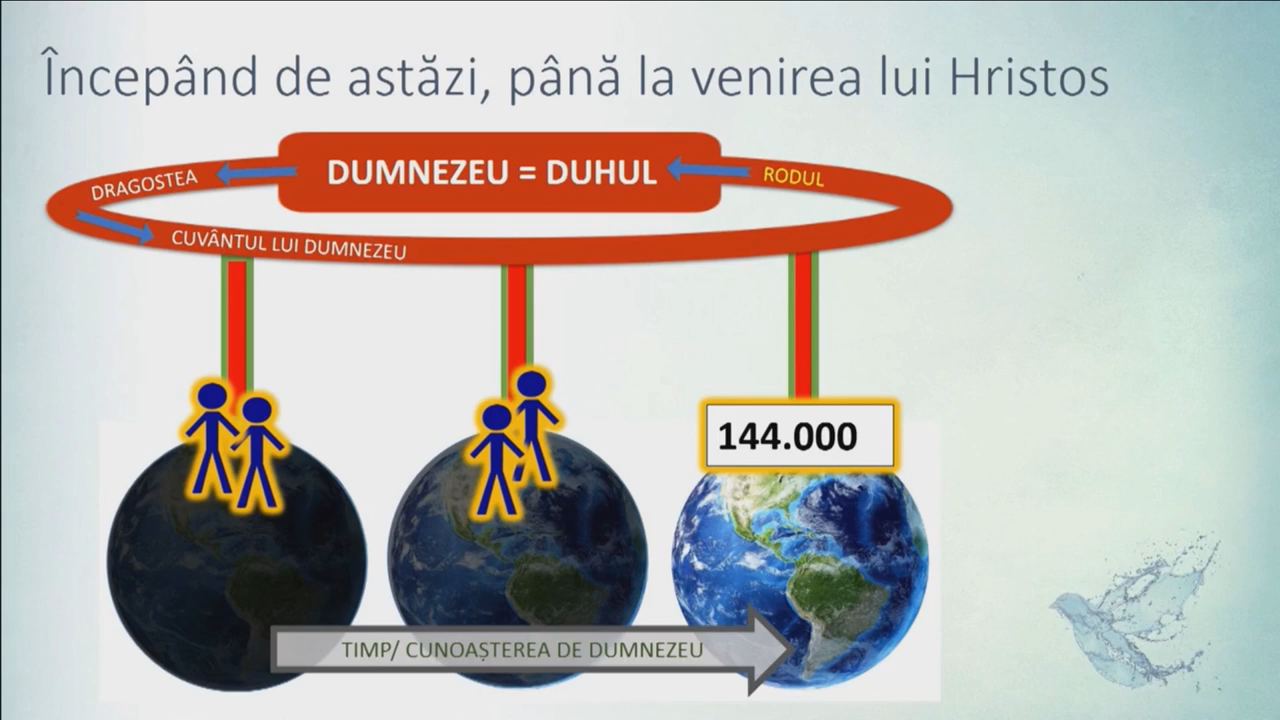 Începând de astăzi, până la venirea lui Hristos
DUMNEZEU = DUHUL
RODUL
DRAGOSTEA
CUVÂNTUL LUI DUMNEZEU
144.000
TIMP/ CUNOAȘTEREA DE DUMNEZEU